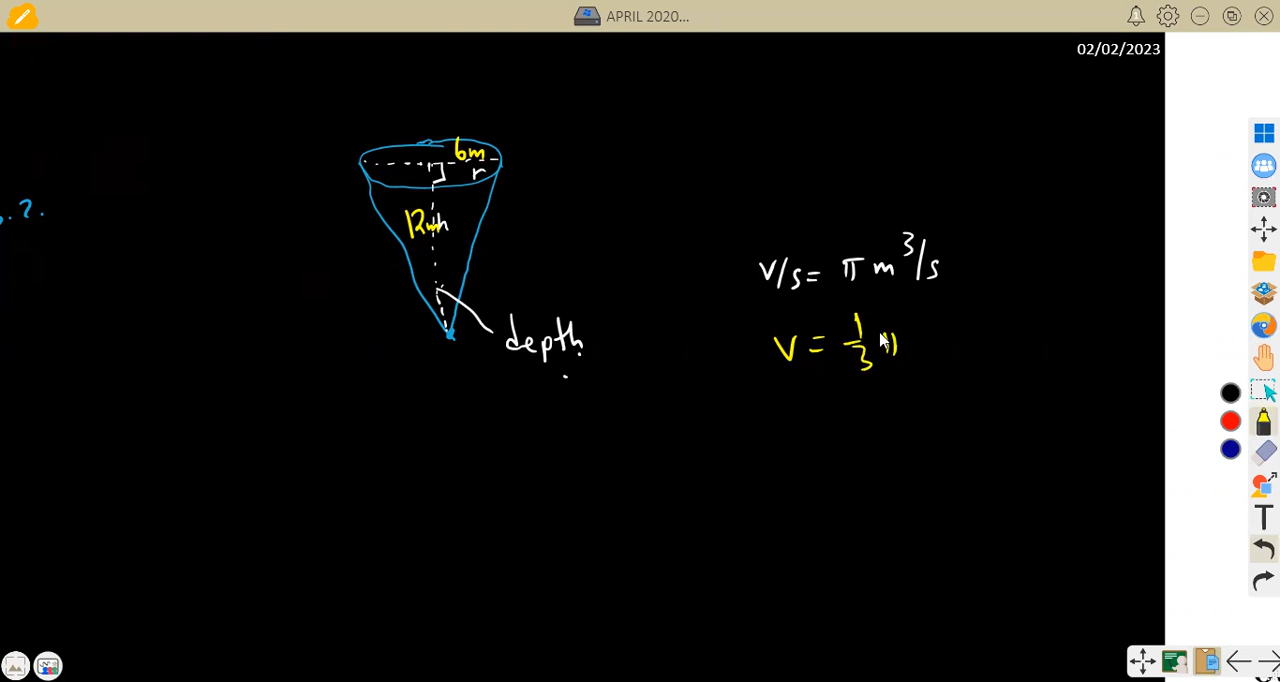 APRIL 2020...
02/02/2023
6m
r
12m
h
.?.
depth
V/s = π m³/s
V = 1/3 π
T